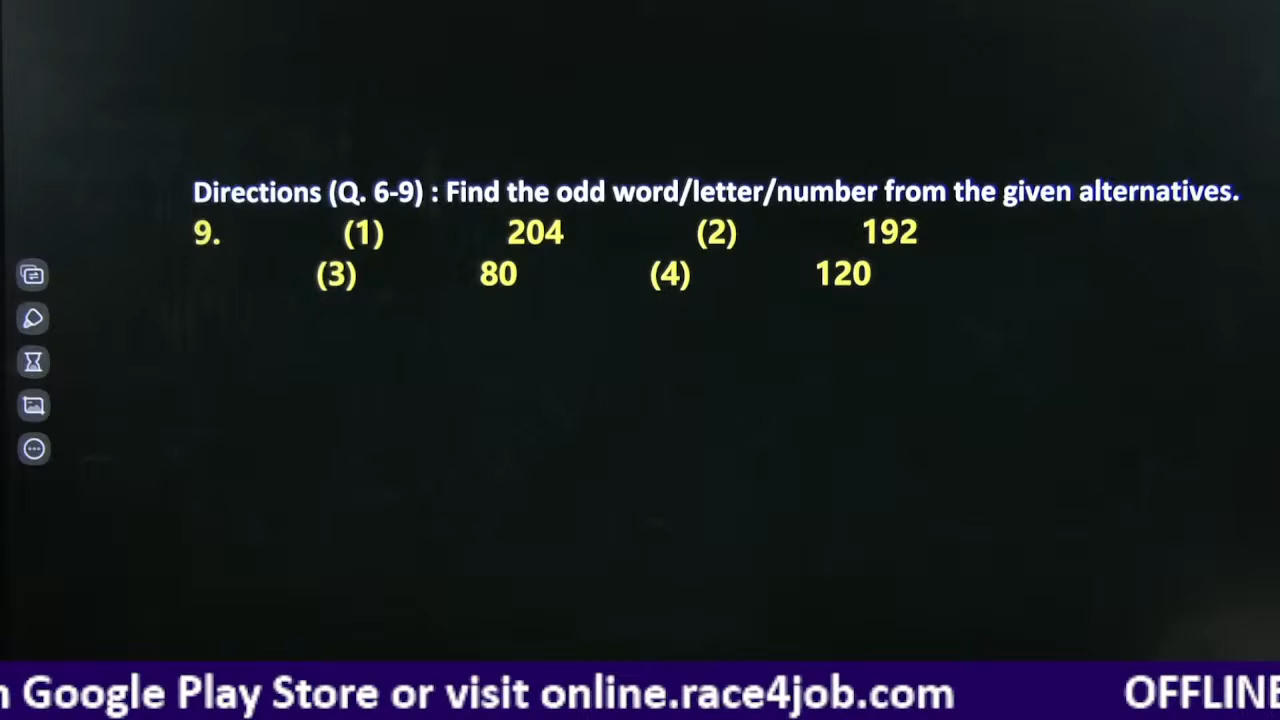 Directions (Q. 6-9) : Find the odd word/letter/number from the given alternatives.
9. (1) 204 (2) 192
(3) 80 (4) 120
n Google Play Store or visit online.race4job.com OFFLINE